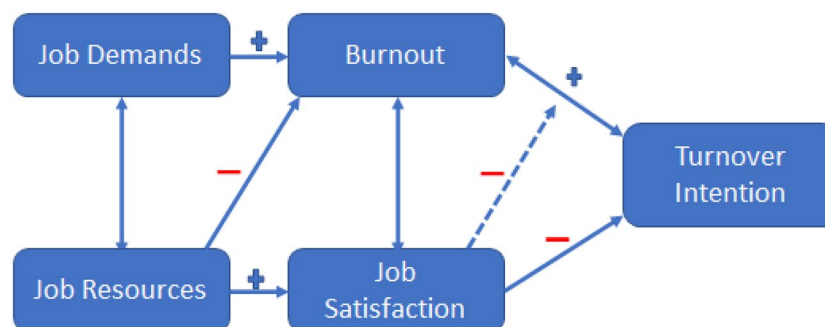 Job Demands
+
Burnout
+
Turnover
Intention
–
–
–
Job Resources
+
Job
Satisfaction